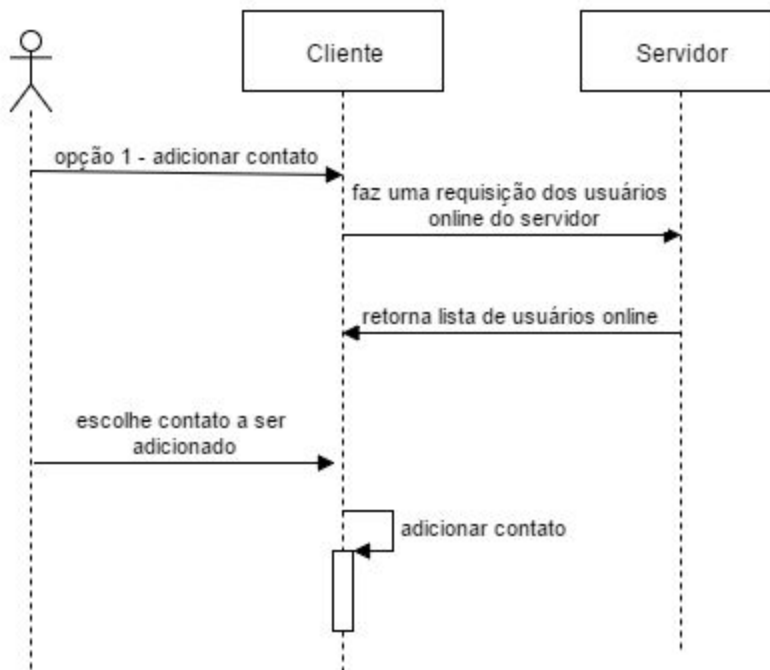 Cliente
Servidor
opção 1 - adicionar contato
faz uma requisição dos usuários
online do servidor
retorna lista de usuários online
escolhe contato a ser
adicionado
adicionar contato